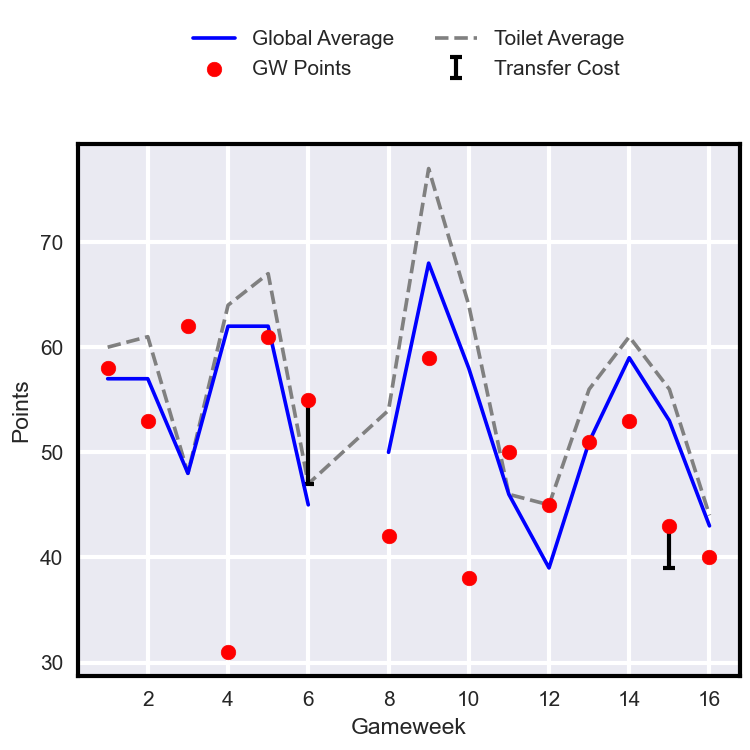 Global Average
Toilet Average
GW Points
Transfer Cost
70
60
50
40
30
Points
2 4 6 8 10 12 14 16
Gameweek